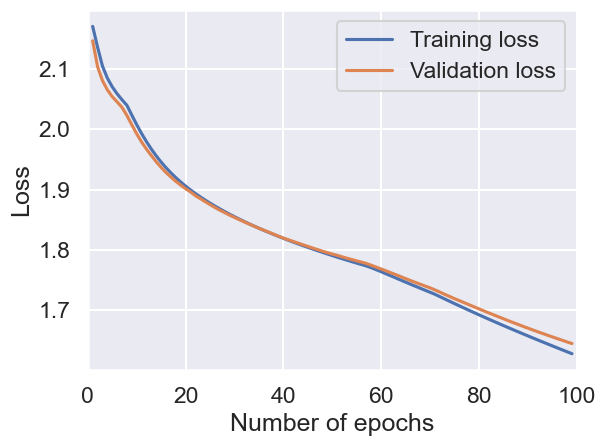 Training loss
Validation loss
2.1
2.0
1.9
1.8
1.7
Loss
0 20 40 60 80 100
Number of epochs